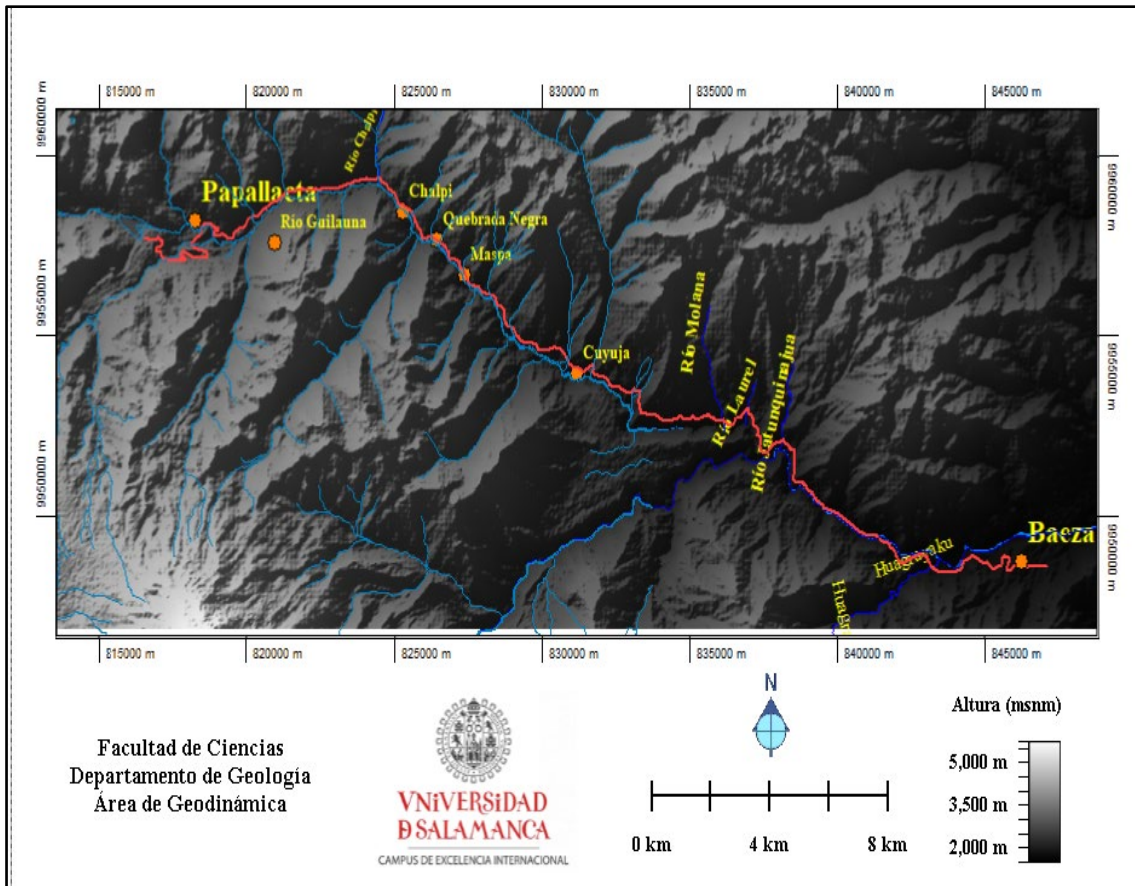 815000 m 820000 m 825000 m 830000 m 835000 m 840000 m 845000 m
9960000 m
9960000 m
Río Chalpi
Papallacta
Chalpi
Río Guilauna
Quebrada Negra
Maspa
9955000 m
9955000 m
Río Molana
Cuyuja
Río Laurel
9950000 m
9950000 m
Baeza
Huagr
815000 m 820000 m 825000 m 830000 m 835000 m 840000 m 845000 m
N
Altura (msnm)
5,000 m
3,500 m
2,000 m
Facultad de Ciencias
Departamento de Geología
Área de Geodinámica
VNiVERSiDAD
D SALAMANCA
CAMPUS DE EXCELENCIA INTERNACIONAL
0 km 4 km 8 km